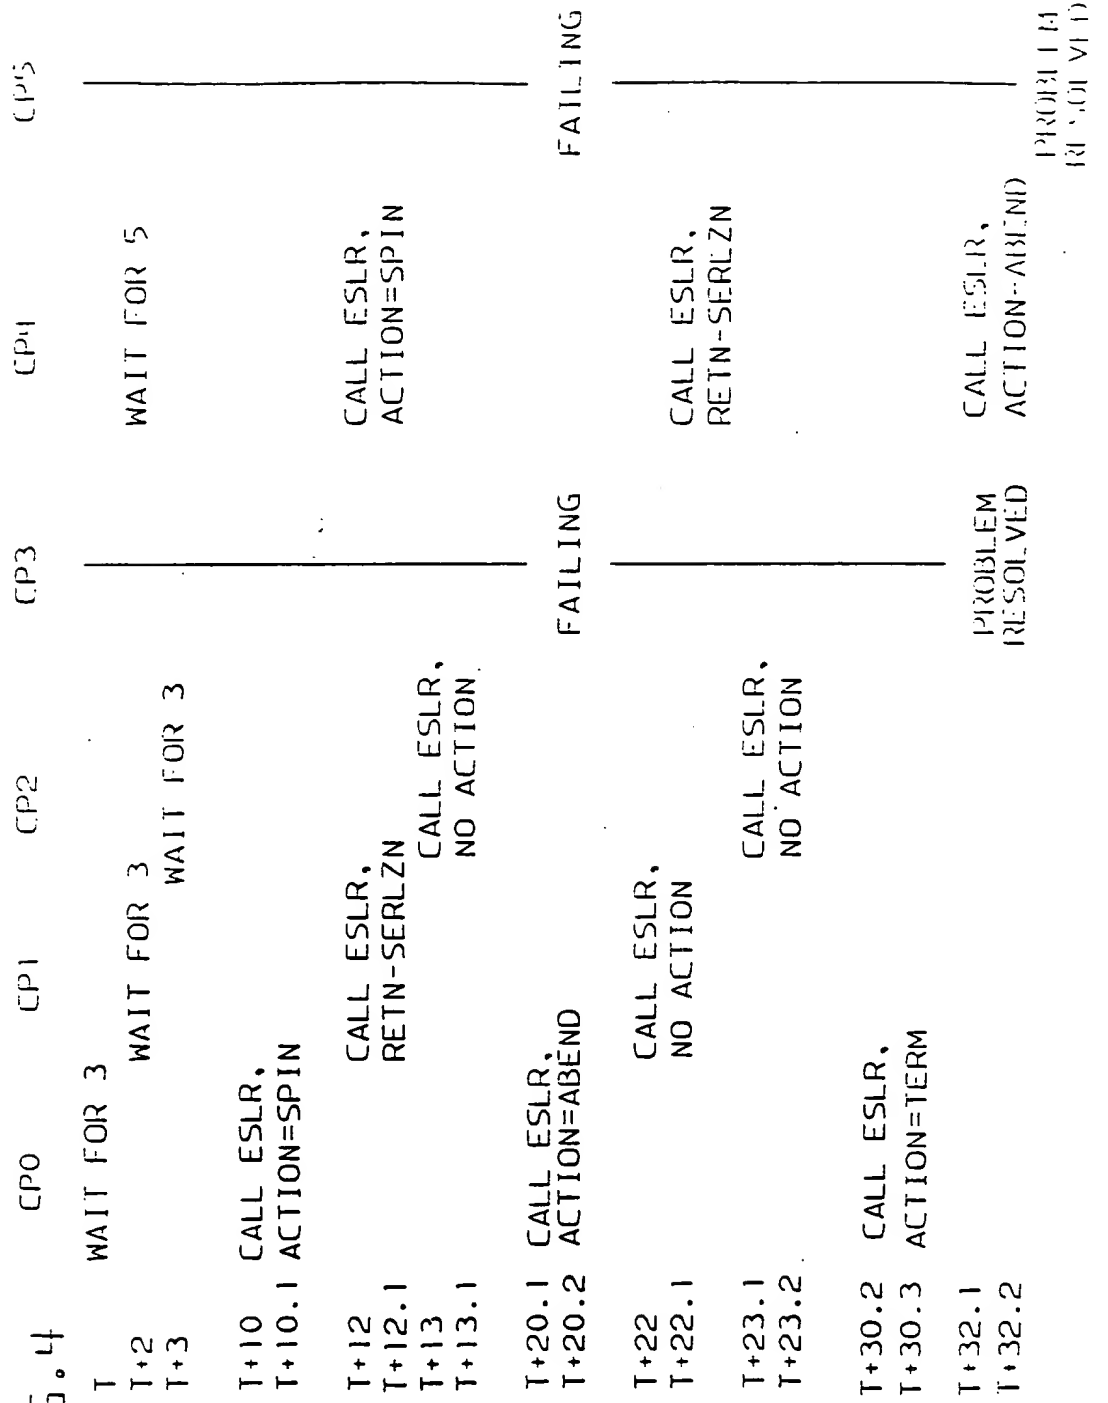 CP0 CP1 CP2 CP3 CP4 CP5
T WAIT FOR 3
T+2 WAIT FOR 3 WAIT FOR 5
T+3 WAIT FOR 3
T+10 CALL ESLR,
T+10.1 ACTION=SPIN
T+12 CALL ESLR, CALL ESLR,
T+12.1 RETN-SERLZN ACTION=SPIN
T+13 CALL ESLR,
T+13.1 NO ACTION
T+20.1 CALL ESLR,
T+20.2 ACTION=ABEND FAILING FAILING
T+22 CALL ESLR,
T+22.1 NO ACTION CALL ESLR,
RETN-SERLZN
T+23.1 CALL ESLR,
T+23.2 NO ACTION
T+30.2 CALL ESLR,
T+30.3 ACTION=TERM
T+32.1 PROBLEM CALL ESLR,
T+32.2 RESOLVED ACTION-ABEND
PROBLEM
RESOLVED